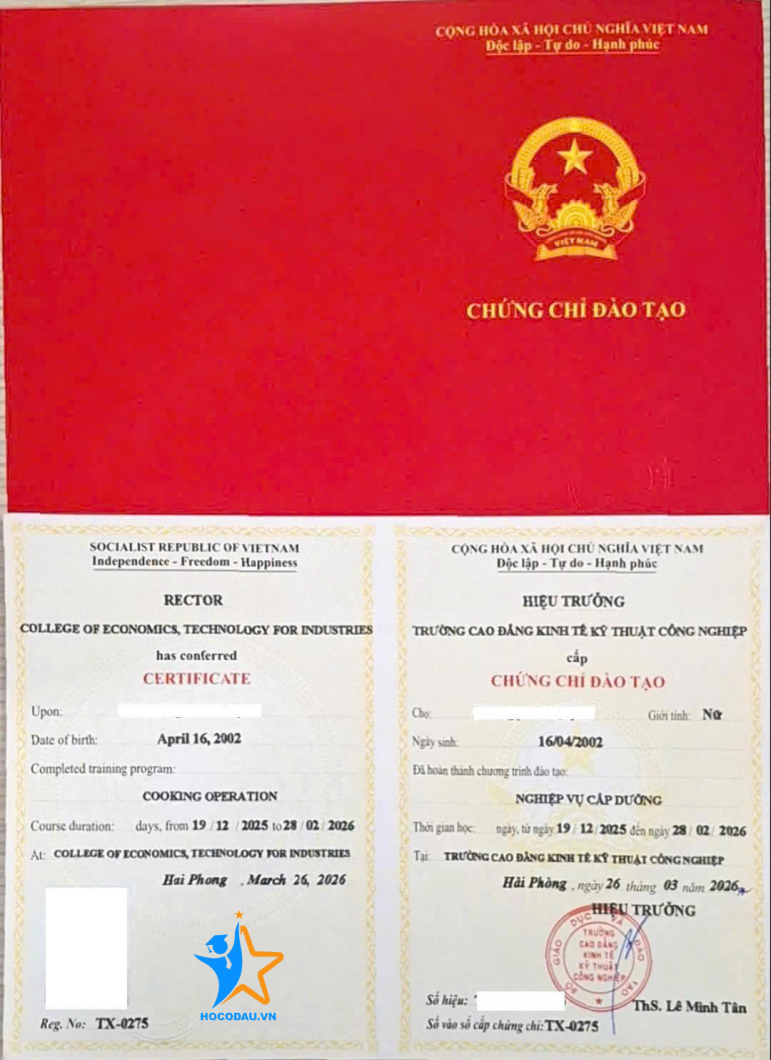 CỘNG HÒA XÃ HỘI CHỦ NGHĨA VIỆT NAM
Độc lập - Tự do - Hạnh phúc
VIỆT NAM
CHỨNG CHỈ ĐÀO TẠO
SOCIALIST REPUBLIC OF VIETNAM
Independence - Freedom - Happiness
RECTOR
COLLEGE OF ECONOMICS, TECHNOLOGY FOR INDUSTRIES
has conferred
CERTIFICATE
Upon:
Date of birth: April 16, 2002
Completed training program:
COOKING OPERATION
Course duration: days, from 19 / 12 / 2025 to 28 / 02 / 2026
At: COLLEGE OF ECONOMICS, TECHNOLOGY FOR INDUSTRIES
Hai Phong , March 26, 2026
HOCODAU.VN
Reg. No: TX-0275
CỘNG HÒA XÃ HỘI CHỦ NGHĨA VIỆT NAM
Độc lập - Tự do - Hạnh phúc
HIỆU TRƯỞNG
TRƯỜNG CAO ĐẲNG KINH TẾ KỸ THUẬT CÔNG NGHIỆP
cấp
CHỨNG CHỈ ĐÀO TẠO
Cho: Giới tính: Nữ
Ngày sinh: 16/04/2002
Đã hoàn thành chương trình đào tạo:
NGHIỆP VỤ CẤP DƯỠNG
Thời gian học: ngày, từ ngày 19 / 12 / 2025 đến ngày 28 / 02 / 2026
Tại: TRƯỜNG CAO ĐẲNG KINH TẾ KỸ THUẬT CÔNG NGHIỆP
Hải Phòng , ngày 26 tháng 03 năm 2026
HIỆU TRƯỞNG
BỘ GIÁO DỤC VÀ ĐÀO TẠO
TRƯỜNG
CAO ĐẲNG
KINH TẾ
KỸ THUẬT
CÔNG NGHIỆP
Số hiệu:
ThS. Lê Minh Tân
Số vào sổ cấp chứng chỉ: TX-0275